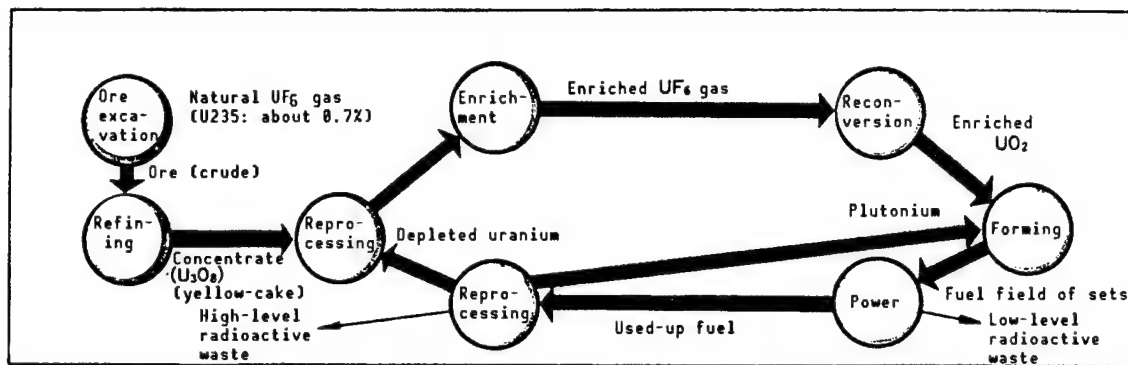 Ore
exca-
vation
Natural UF6 gas
(U235: about 0.7%)
Ore (crude)
Refin-
ing
Concentrate
(U3O8)
(yellow-cake)
Repro-
cessing
Enrich-
ment
Enriched UF6 gas
Recon-
version
Enriched
UO2
Forming
Plutonium
Depleted uranium
Repro-
cessing
High-level
radioactive
waste
Used-up fuel
Power
Fuel field of sets
Low-level
radioactive
waste